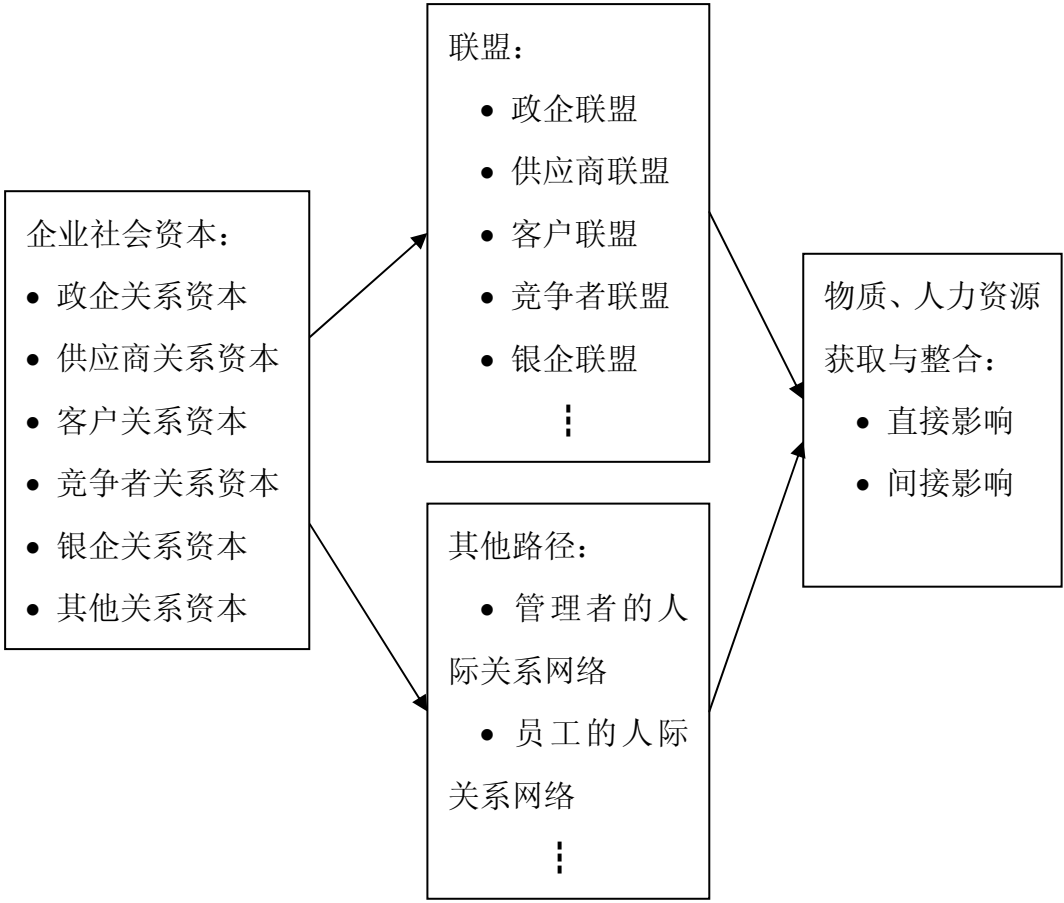 企业社会资本：
• 政企关系资本
• 供应商关系资本
• 客户关系资本
• 竞争者关系资本
• 银企关系资本
• 其他关系资本
联盟：
• 政企联盟
• 供应商联盟
• 客户联盟
• 竞争者联盟
• 银企联盟
其他路径：
• 管理者的人
际关系网络
• 员工的人际
关系网络
物质、人力资源
获取与整合：
• 直接影响
• 间接影响